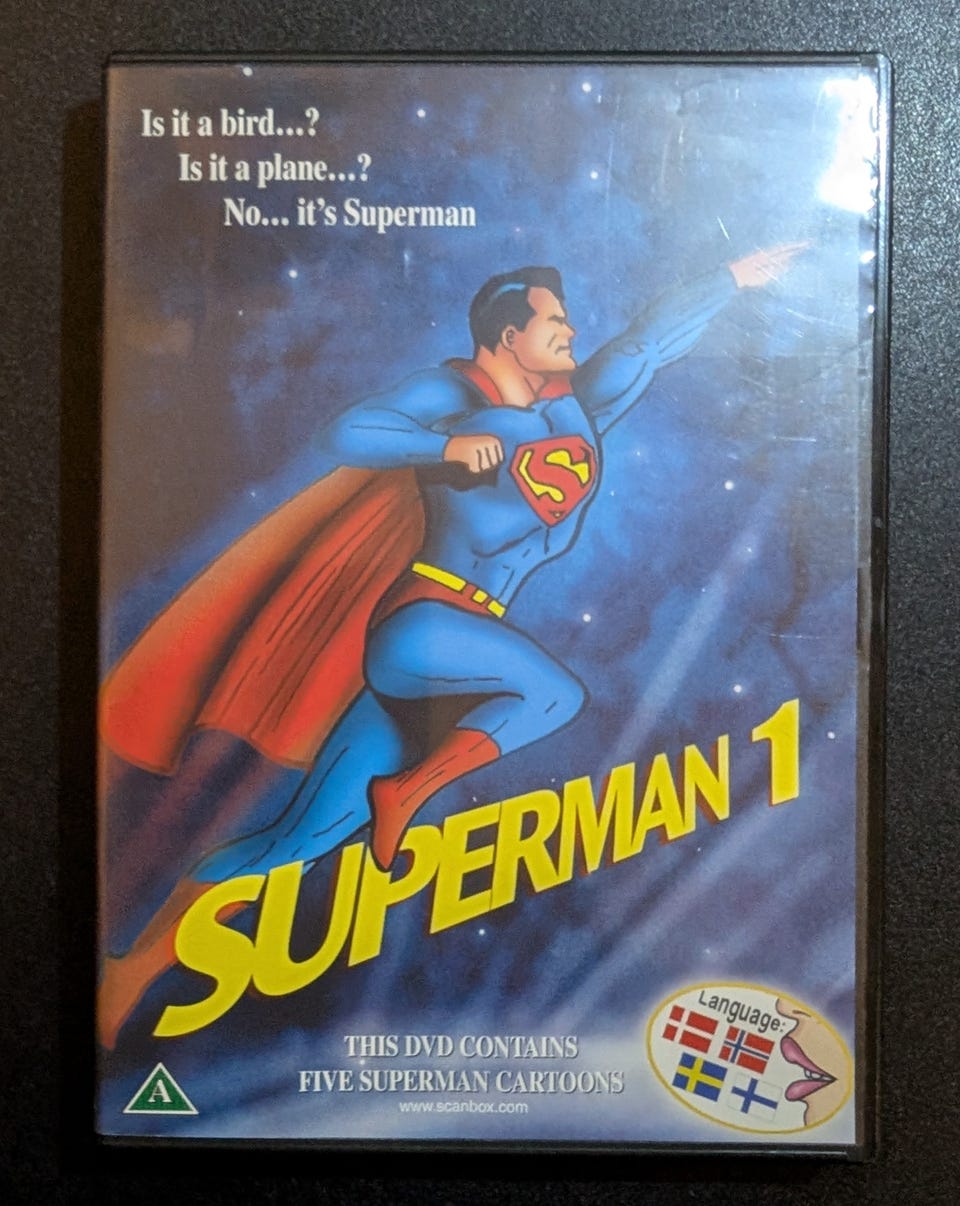 Is it a bird...?
Is it a plane...?
No... it's Superman
S
SUPERMAN 1
THIS DVD CONTAINS
FIVE SUPERMAN CARTOONS
www.scanbox.com
A
Language: